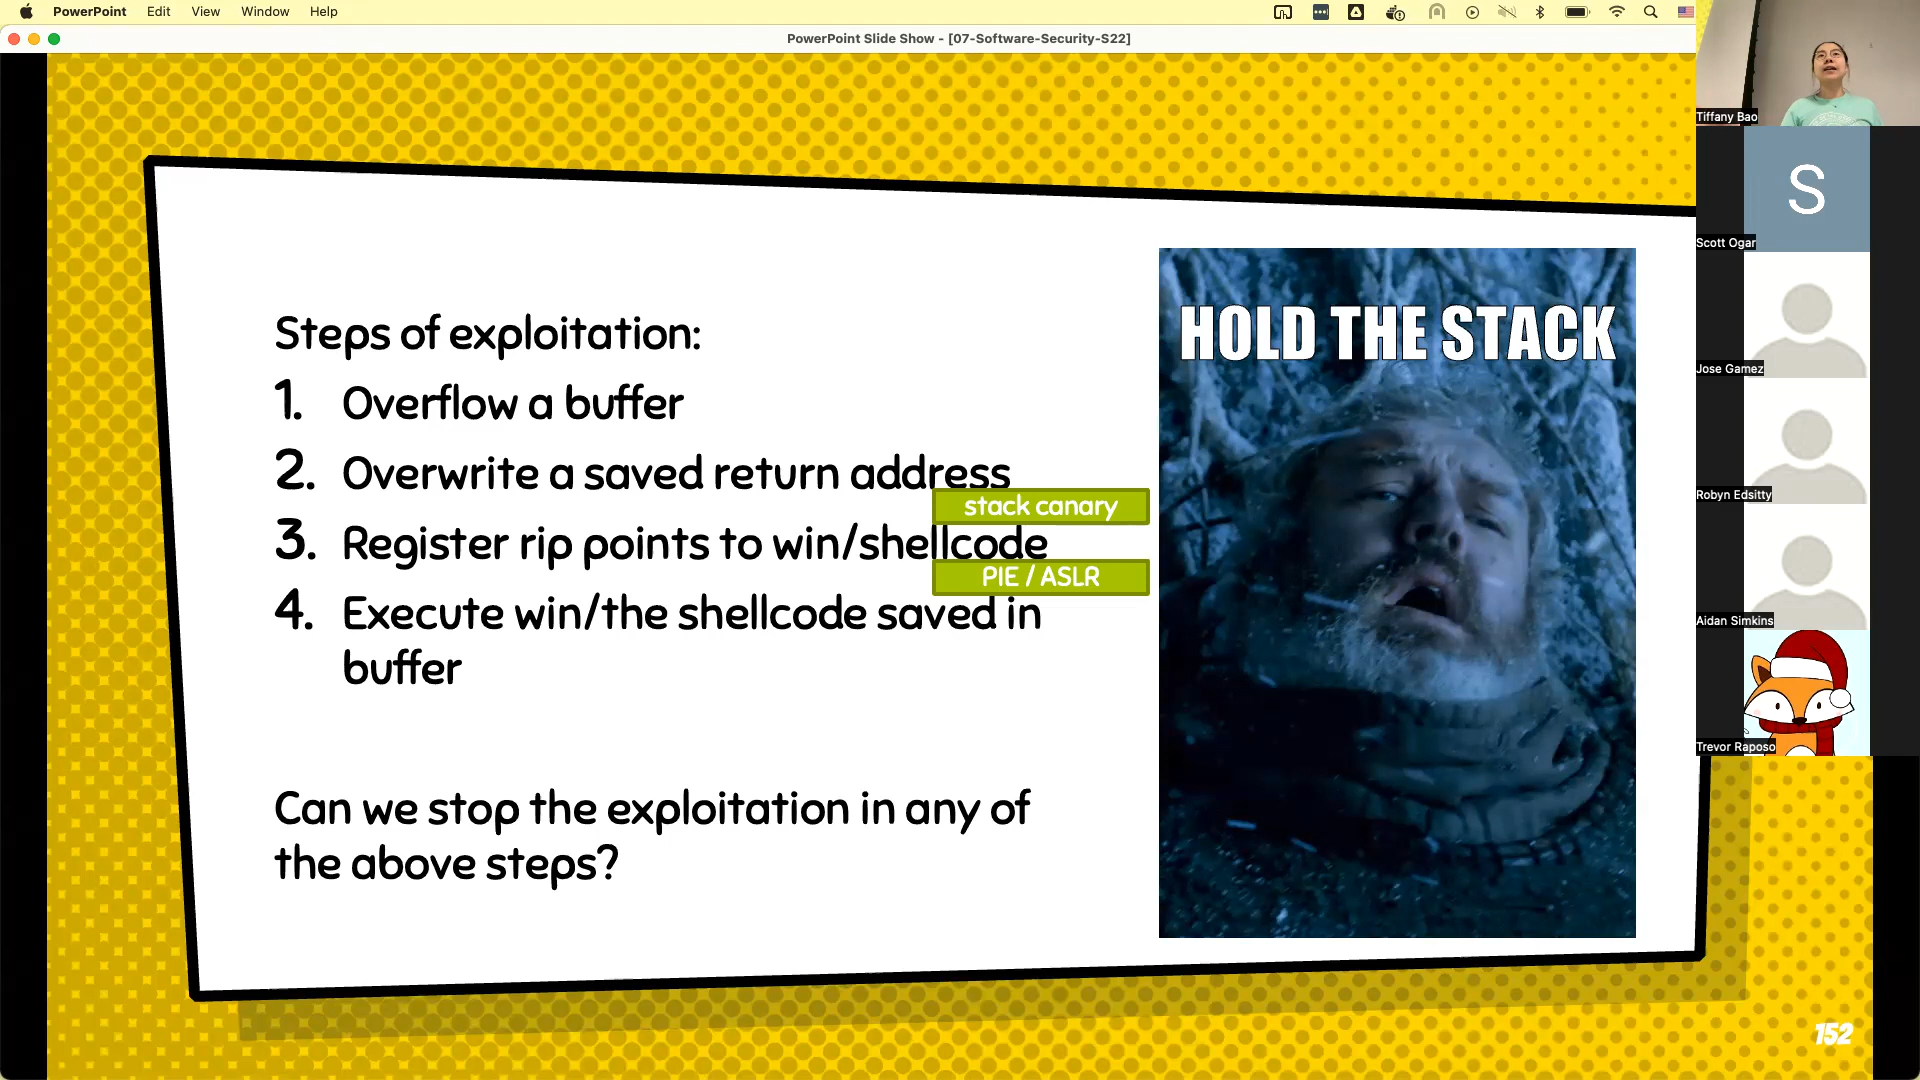 PowerPoint Edit View Window Help
PowerPoint Slide Show - [07-Software-Security-S22]
Tiffany Bao
S
Scott Ogar
Jose Gamez
Robyn Edsitty
Aidan Simkins
Trevor Raposo
Steps of exploitation:
1. Overflow a buffer
2. Overwrite a saved return address
stack canary
3. Register rip points to win/shellcode
PIE / ASLR
4. Execute win/the shellcode saved in
buffer
Can we stop the exploitation in any of
the above steps?
HOLD THE STACK
152